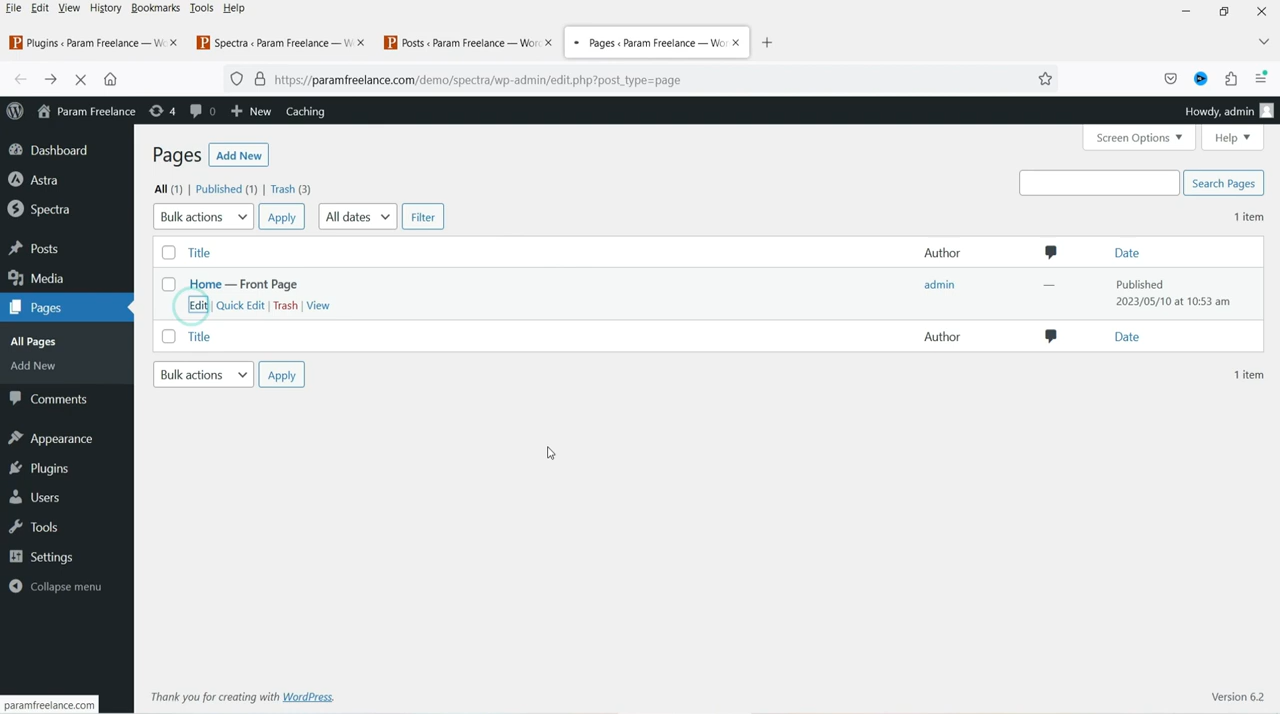 File Edit View History Bookmarks Tools Help
Plugins ‹ Param Freelance — Wo
Spectra ‹ Param Freelance — W
Posts ‹ Param Freelance — Word
Pages ‹ Param Freelance — Wor
https://paramfreelance.com/demo/spectra/wp-admin/edit.php?post_type=page
Param Freelance 4 0 New Caching Howdy, admin
Dashboard
Astra
Spectra
Posts
Media
Pages
All Pages
Add New
Comments
Appearance
Plugins
Users
Tools
Settings
Collapse menu
Screen Options Help
Pages Add New
All (1) | Published (1) | Trash (3)
Search Pages
Bulk actions Apply All dates Filter 1 item
Title Author Date
Home — Front Page admin — Published
Edit | Quick Edit | Trash | View 2023/05/10 at 10:53 am
Title Author Date
Bulk actions Apply 1 item
Thank you for creating with WordPress. Version 6.2
paramfreelance.com